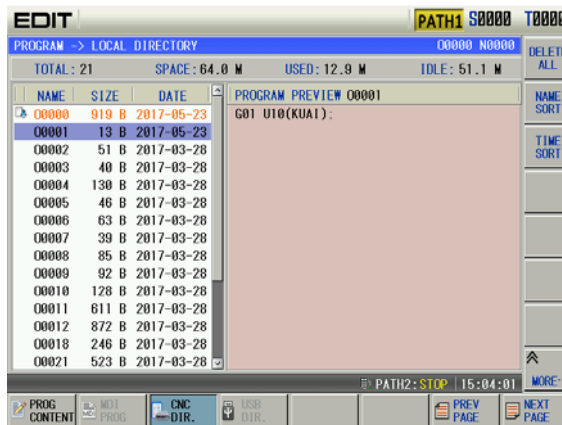 EDIT PATH1 S0000 T000
PROGRAM -> LOCAL DIRECTORY O0000 N0000
TOTAL: 21 SPACE: 64.0 M USED: 12.9 M IDLE: 51.1 M
NAME SIZE DATE PROGRAM PREVIEW O0001
O0000 919 B 2017-05-23 G01 U10(KUAI);
O0001 13 B 2017-05-23
O0002 51 B 2017-03-28
O0003 40 B 2017-03-28
O0004 130 B 2017-03-28
O0005 46 B 2017-03-28
O0006 63 B 2017-03-28
O0007 39 B 2017-03-28
O0008 85 B 2017-03-28
O0009 92 B 2017-03-28
O0010 128 B 2017-03-28
O0011 611 B 2017-03-28
O0012 872 B 2017-03-28
O0018 246 B 2017-03-28
O0021 523 B 2017-03-28
DELET
ALL
NAME
SORT
TIME
SORT
MORE
PATH2: STOP 15:04:01
PROG
CONTENT
MDI
PROG
CNC
DIR.
USB
DIR.
PREV
PAGE
NEXT
PAGE